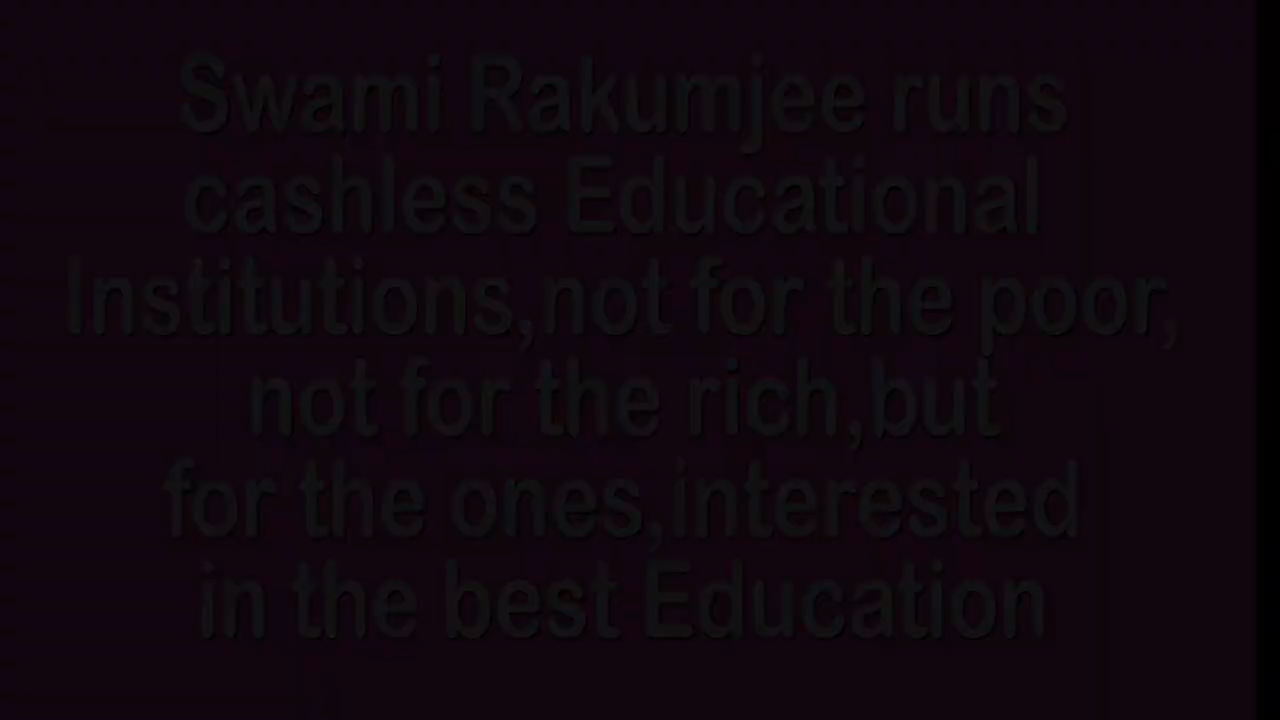 Swami Rakumjee runs
cashless Educational
Institutions,not for the poor,
not for the rich,but
for the ones,interested
in the best Education